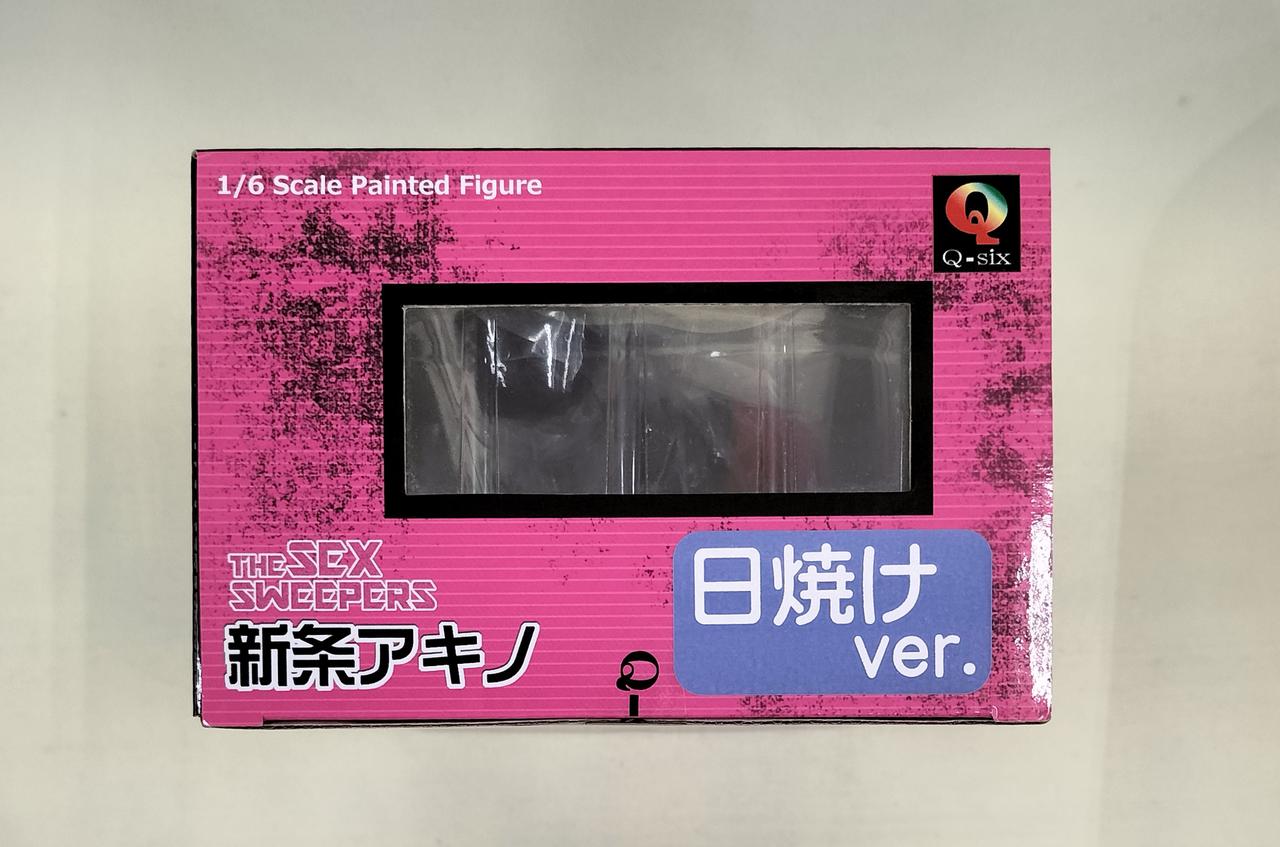 1/6 Scale Painted Figure
Q
Q-six
THE SEX
SWEEPERS
新条アキノ
日焼け
ver.